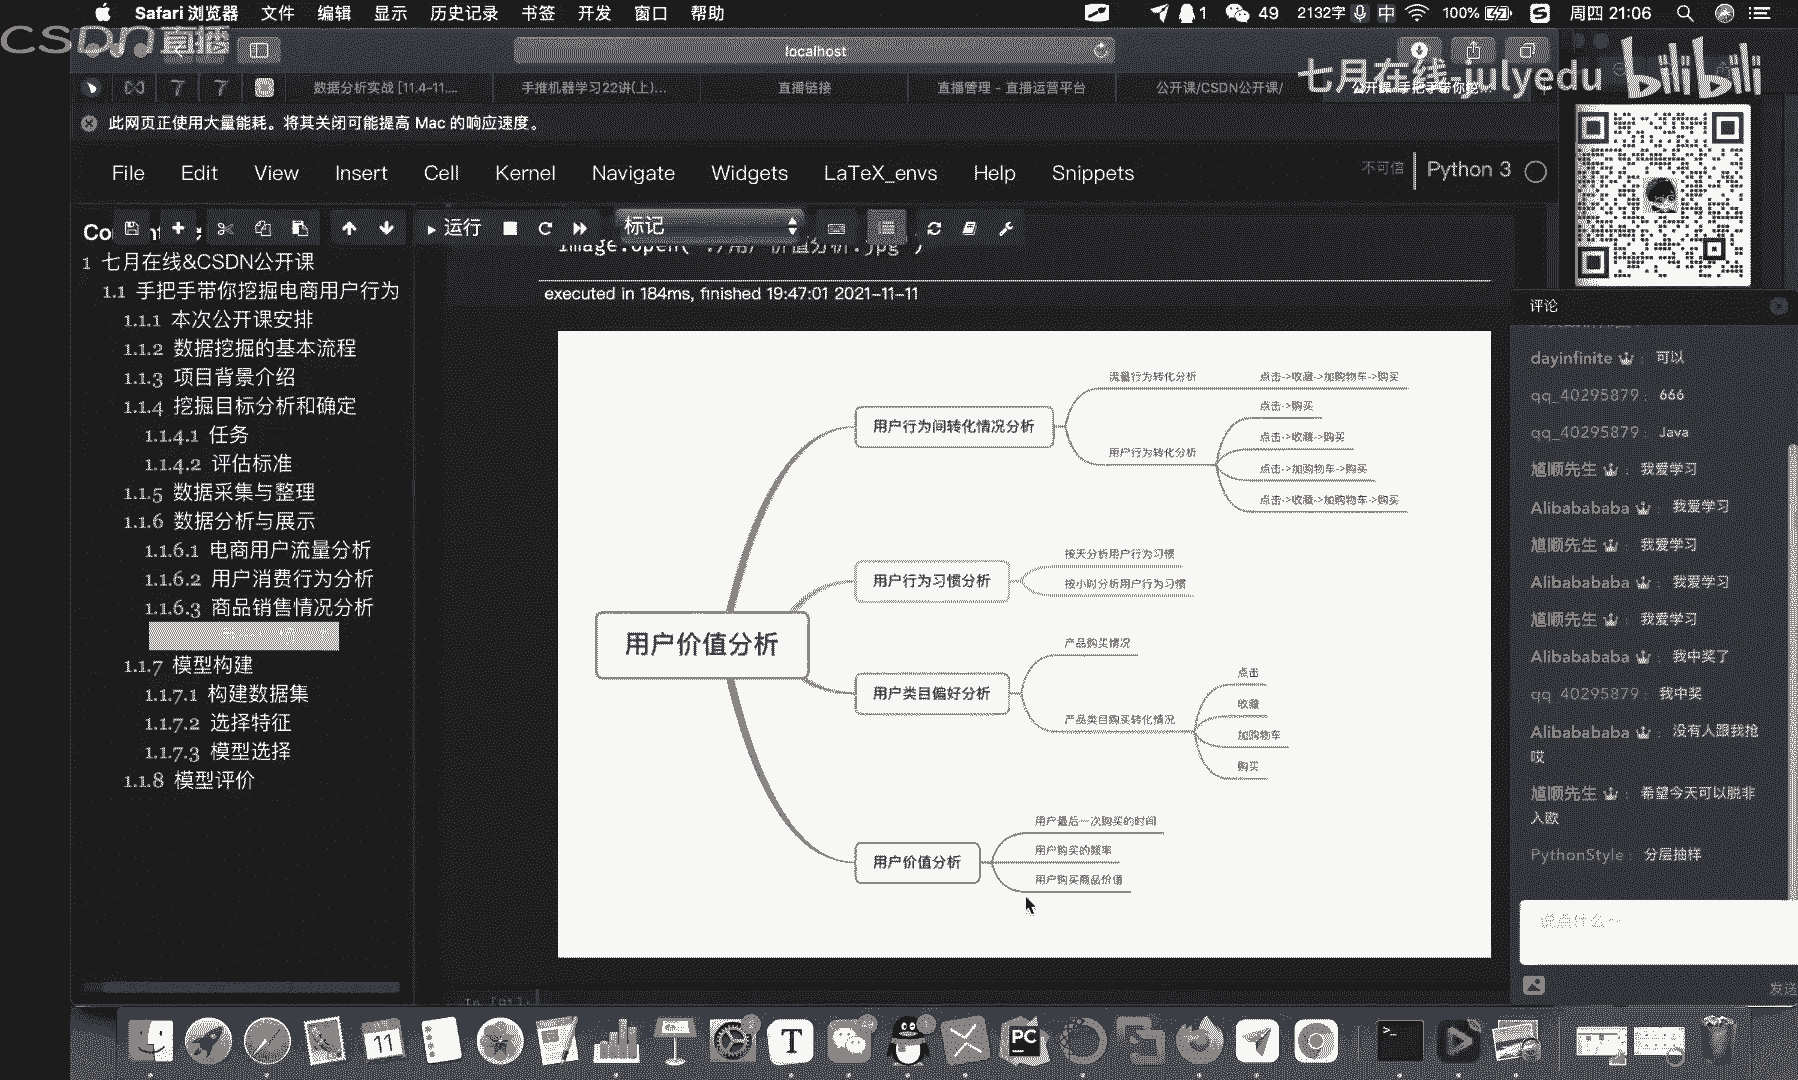 Safari 浏览器 文件 编辑 显示 历史记录 书签 开发 窗口 帮助
1 49 2132字 中 100% 周四 21:06
CSDN 直播
localhost
七月在线-julyedu bilibili
数据分析实战 [11.4-11.... 手推机器学习22讲(上)... 直播链接 直播管理 - 直播运营平台 公开课/CSDN公开课/
此网页正使用大量能耗。将其关闭可能提高 Mac 的响应速度。
File Edit View Insert Cell Kernel Navigate Widgets LaTeX_envs Help Snippets 不可信 Python 3
运行 标记
1 七月在线&CSDN公开课
1.1 手把手带你挖掘电商用户行为
1.1.1 本次公开课安排
1.1.2 数据挖掘的基本流程
1.1.3 项目背景介绍
1.1.4 挖掘目标分析和确定
1.1.4.1 任务
1.1.4.2 评估标准
1.1.5 数据采集与整理
1.1.6 数据分析与展示
1.1.6.1 电商用户流量分析
1.1.6.2 用户消费行为分析
1.1.6.3 商品销售情况分析
1.1.7 模型构建
1.1.7.1 构建数据集
1.1.7.2 选择特征
1.1.7.3 模型选择
1.1.8 模型评价
executed in 184ms, finished 19:47:01 2021-11-11
用户价值分析
用户行为间转化情况分析
流量行为转化分析
点击->收藏->加购物车->购买
用户行为转化分析
点击->购买
点击->收藏->购买
点击->加购物车->购买
点击->收藏->加购物车->购买
用户行为习惯分析
按天分析用户行为习惯
按小时分析用户行为习惯
用户类目偏好分析
产品购买情况
产品类目购买转化情况
点击
收藏
加购物车
购买
用户价值分析
用户最后一次购买的时间
用户购买的频率
用户购买商品价值
评论
dayinfinite： 可以
qq_40295879： 666
qq_40295879： Java
馗顺先生： 我爱学习
Alibabababa： 我爱学习
馗顺先生： 我爱学习
Alibabababa： 我爱学习
馗顺先生： 我爱学习
Alibabababa： 我中奖了
qq_40295879： 我中奖
Alibabababa： 没有人跟我抢
哎
馗顺先生： 希望今天可以脱非
入欧
PythonStyle： 分层抽样
说点什么~
发送
11
T
PC